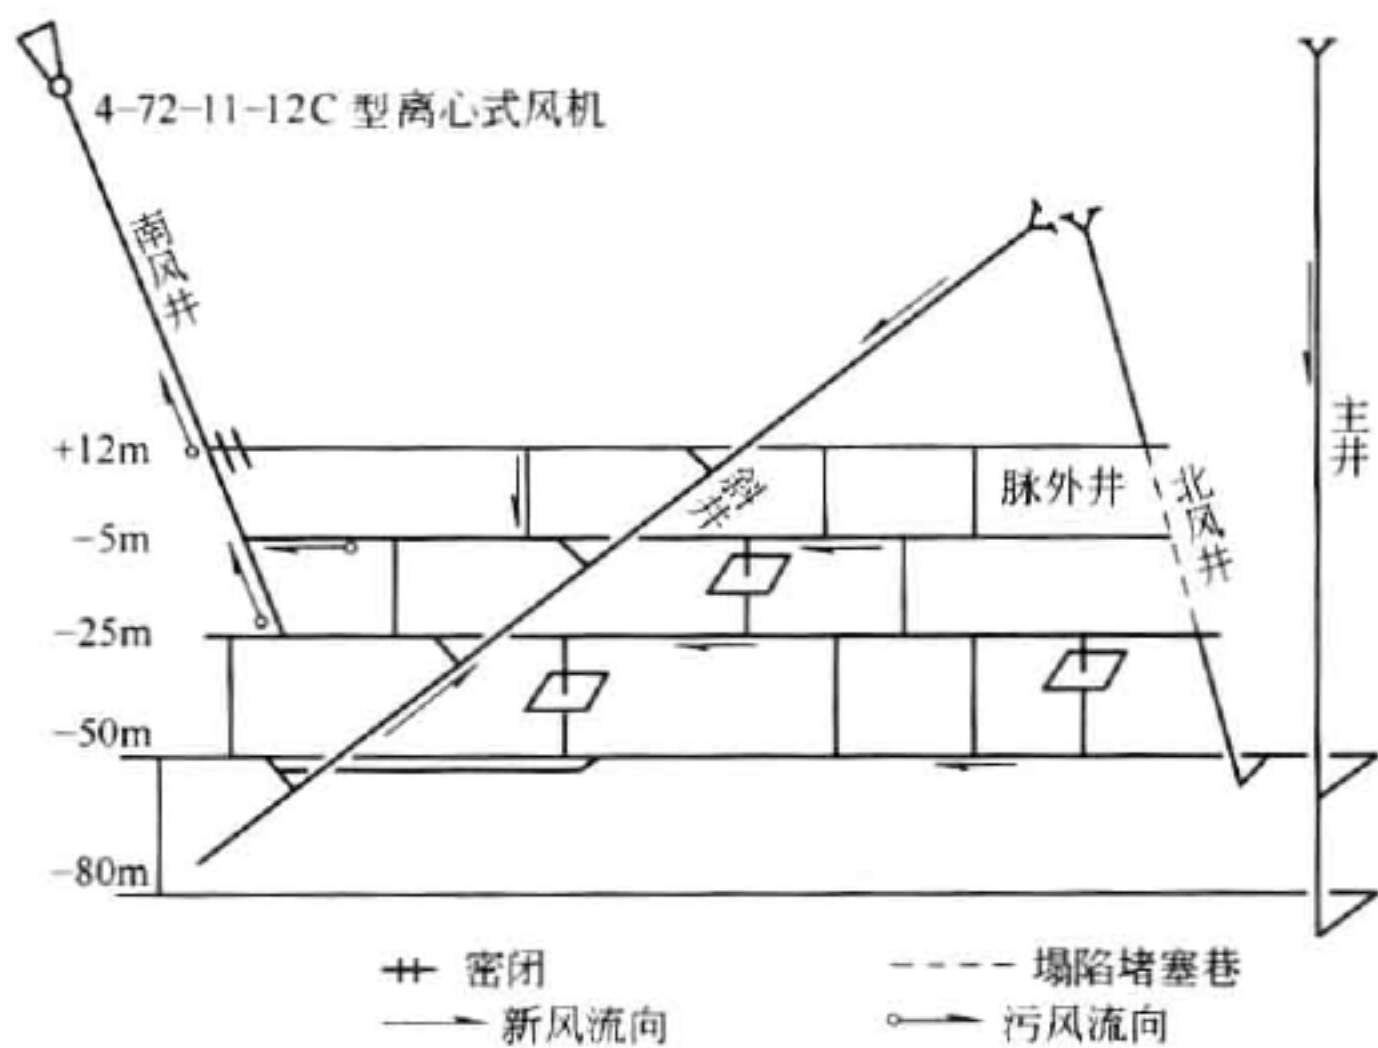 4-72-11-12C 型离心式风机
南风井
主井
+12m
斜井
脉外井
北风井
-5m
-25m
-50m
-80m
密闭
塌陷堵塞巷
新风流向
污风流向